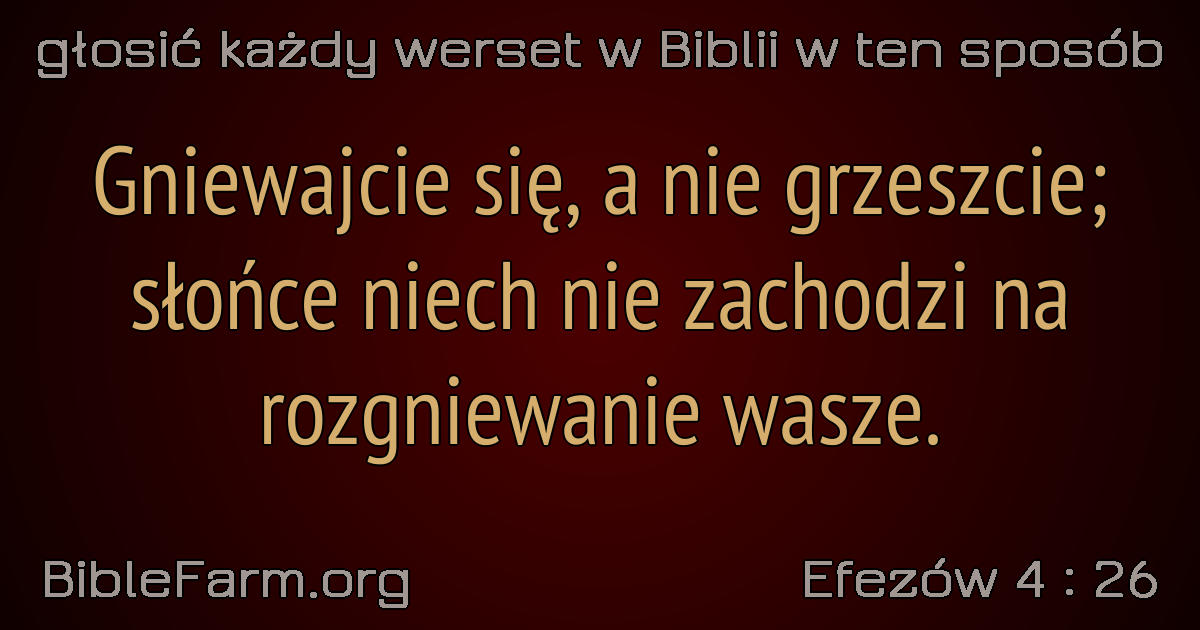 głosić każdy werset w Biblii w ten sposób
Gniewajcie się, a nie grzeszcie;
słońce niech nie zachodzi na
rozgniewanie wasze.
BibleFarm.org
Efezów 4 : 26